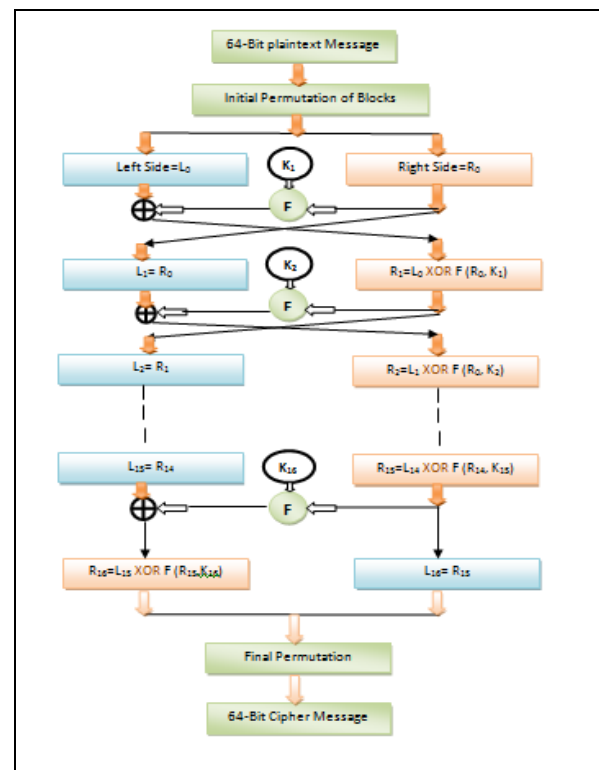 64-Bit plaintext Message
Initial Permutation of Blocks
Left Side=L₀
K₁
Right Side=R₀
F
L₁= R₀
K₂
R₁=L₀ XOR F (R₀, K₁)
F
L₂= R₁
R₂=L₁ XOR F (R₀, K₂)
L₁₅= R₁₄
K₁₆
R₁₅=L₁₄ XOR F (R₁₄, K₁₅)
F
R₁₆=L₁₅ XOR F (R₁₅,K₁₆)
L₁₆= R₁₅
Final Permutation
64-Bit Cipher Message